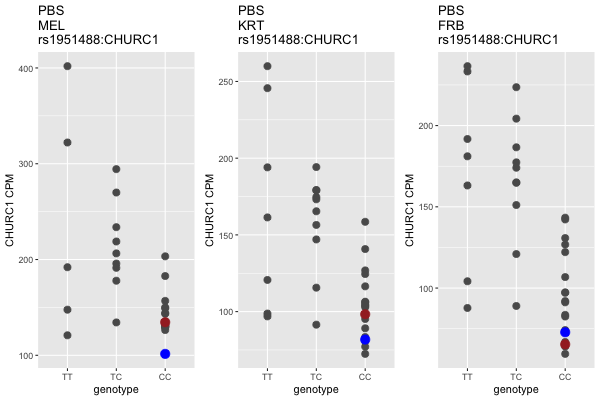 PBS
MEL
rs1951488:CHURC1
CHURC1 CPM
400
300
200
100
TT
TC
CC
genotype
PBS
KRT
rs1951488:CHURC1
CHURC1 CPM
250
200
150
100
TT
TC
CC
genotype
PBS
FRB
rs1951488:CHURC1
CHURC1 CPM
200
150
100
TT
TC
CC
genotype